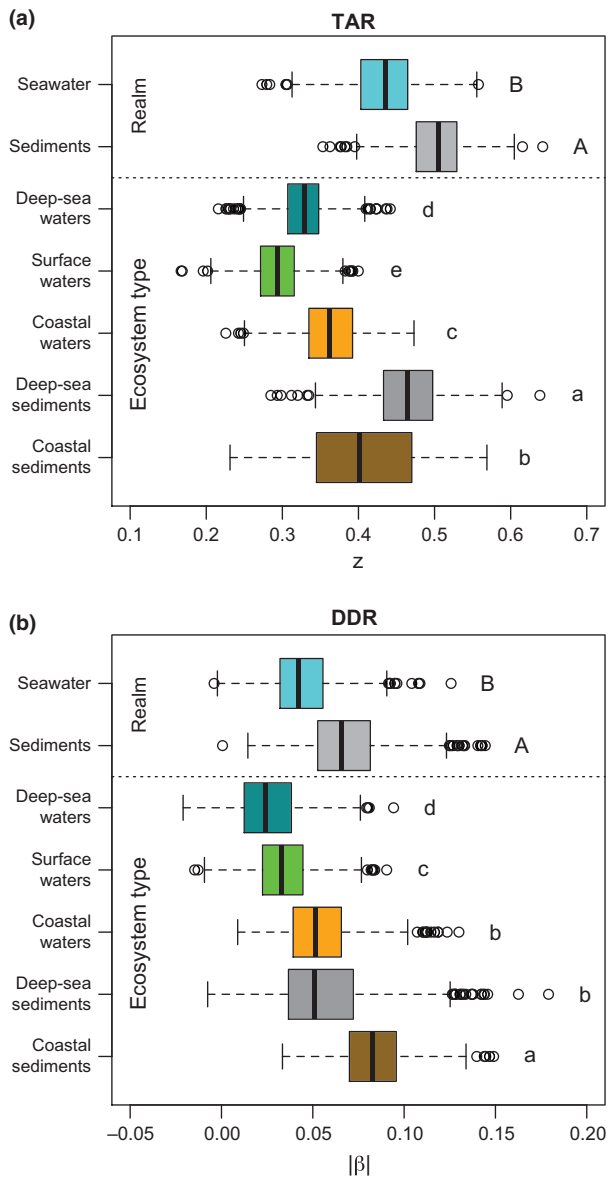 (a)
TAR
Seawater
B
Realm
Sediments
A
Deep-sea
waters
d
Surface
waters
e
Ecosystem type
Coastal
waters
c
Deep-sea
sediments
a
Coastal
sediments
b
0.1 0.2 0.3 0.4 0.5 0.6 0.7
z
(b)
DDR
Seawater
B
Realm
Sediments
A
Deep-sea
waters
d
Surface
waters
c
Ecosystem type
Coastal
waters
b
Deep-sea
sediments
b
Coastal
sediments
a
–0.05 0.00 0.05 0.10 0.15 0.20
|β|